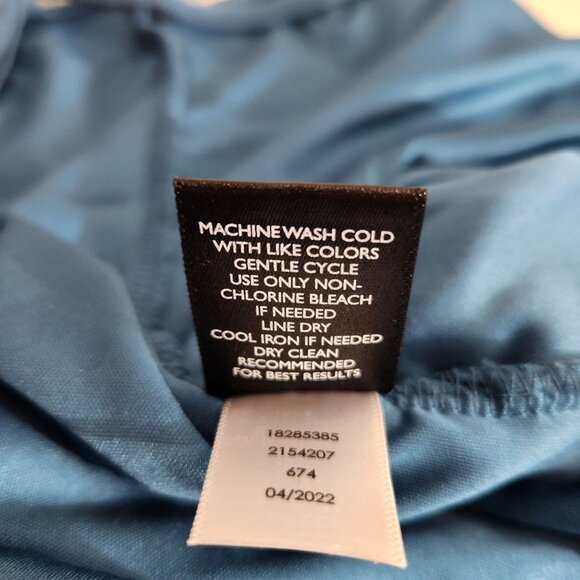 MACHINE WASH COLD
WITH LIKE COLORS
GENTLE CYCLE
USE ONLY NON-
CHLORINE BLEACH
IF NEEDED
LINE DRY
COOL IRON IF NEEDED
DRY CLEAN
RECOMMENDED
FOR BEST RESULTS
18285385
2154207
674
04/2022